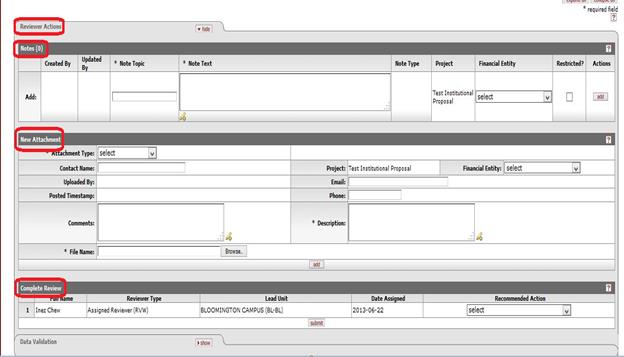 * required field
?
Reviewer Actions
▾ hide
Notes (0)
?
Created By Updated By * Note Topic * Note Text Note Type Project Financial Entity Restricted? Actions
Add: Test Institutional Proposal select add
New Attachment
?
* Attachment Type: select
Contact Name: Project: Test Institutional Proposal Financial Entity: select
Uploaded By: Email:
Posted Timestamp: Phone:
Comments: * Description:
* File Name: Browse..
add
Complete Review
?
Full Name Reviewer Type Lead Unit Date Assigned Recommended Action
1 Inez Chew Assigned Reviewer (RVW) BLOOMINGTON CAMPUS (BL-BL) 2013-06-22 select
submit
Data Validation
▸ show